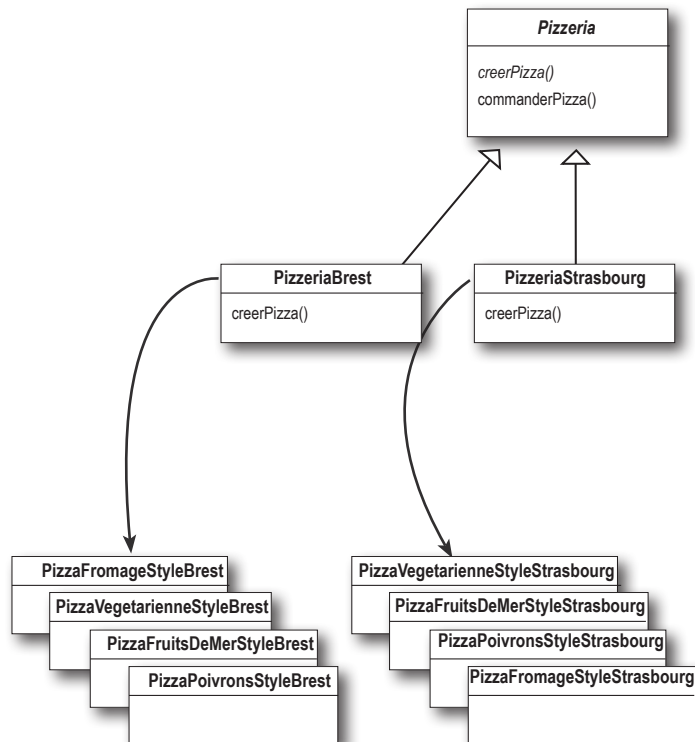 Pizzeria
creerPizza()
commanderPizza()
PizzeriaBrest
creerPizza()
PizzeriaStrasbourg
creerPizza()
PizzaFromageStyleBrest
PizzaVegetarienneStyleBrest
PizzaFruitsDeMerStyleBrest
PizzaPoivronsStyleBrest
PizzaVegetarienneStyleStrasbourg
PizzaFruitsDeMerStyleStrasbourg
PizzaPoivronsStyleStrasbourg
PizzaFromageStyleStrasbourg